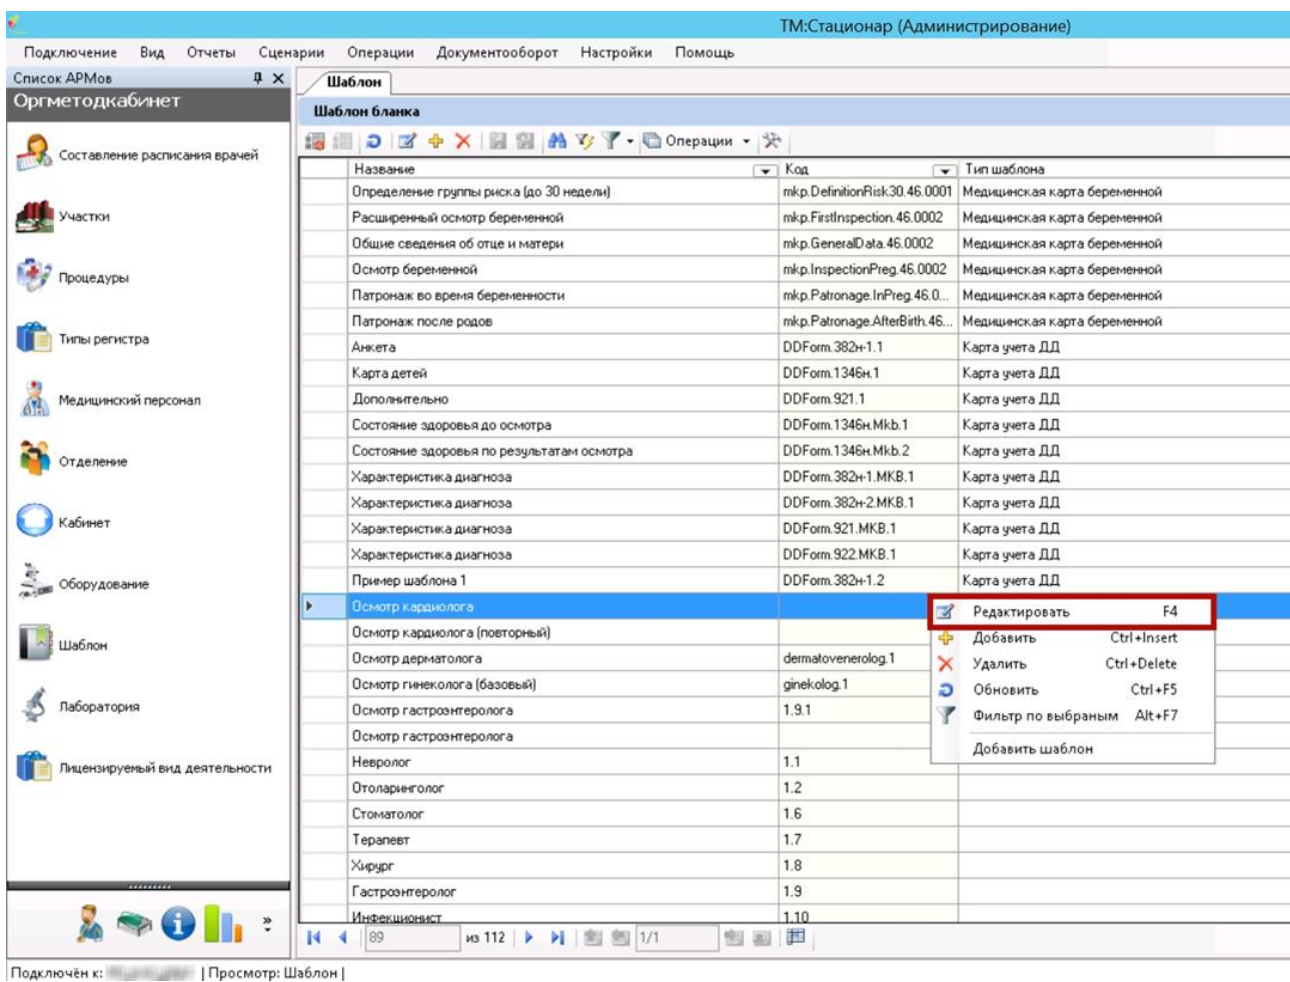 ТМ:Стационар (Администрирование)
Подключение Вид Отчеты Сценарии Операции Документооборот Настройки Помощь
Список АРМов
Оргметодкабинет
Составление расписания врачей
Участки
Процедуры
Типы регистра
Медицинский персонал
Отделение
Кабинет
Оборудование
Шаблон
Лаборатория
Лицензируемый вид деятельности
Шаблон
Шаблон бланка
Операции
Название Код Тип шаблона
Определение группы риска (до 30 недели) mkp.DefinitionRisk30.46.0001 Медицинская карта беременной
Расширенный осмотр беременной mkp.FirstInspection.46.0002 Медицинская карта беременной
Общие сведения об отце и матери mkp.GeneralData.46.0002 Медицинская карта беременной
Осмотр беременной mkp.InspectionPreg.46.0002 Медицинская карта беременной
Патронаж во время беременности mkp.Patronage.InPreg.46.0... Медицинская карта беременной
Патронаж после родов mkp.Patronage.AfterBirth.46... Медицинская карта беременной
Анкета DDForm.382н-1.1 Карта учета ДД
Карта детей DDForm.1346н.1 Карта учета ДД
Дополнительно DDForm.921.1 Карта учета ДД
Состояние здоровья до осмотра DDForm.1346н.Mkb.1 Карта учета ДД
Состояние здоровья по результатам осмотра DDForm.1346н.Mkb.2 Карта учета ДД
Характеристика диагноза DDForm.382н-1.MKB.1 Карта учета ДД
Характеристика диагноза DDForm.382н-2.MKB.1 Карта учета ДД
Характеристика диагноза DDForm.921.MKB.1 Карта учета ДД
Характеристика диагноза DDForm.922.MKB.1 Карта учета ДД
Пример шаблона 1 DDForm.382н-1.2 Карта учета ДД
Осмотр кардиолога
Осмотр кардиолога (повторный)
Осмотр дерматолога dermatovenerolog.1
Осмотр гинеколога (базовый) ginekolog.1
Осмотр гастроэнтеролога 1.9.1
Осмотр гастроэнтеролога
Невролог 1.1
Отоларинголог 1.2
Стоматолог 1.6
Терапевт 1.7
Хирург 1.8
Гастроэнтеролог 1.9
Инфекционист 1.10
Редактировать F4
Добавить Ctrl+Insert
Удалить Ctrl+Delete
Обновить Ctrl+F5
Фильтр по выбраным Alt+F7
Добавить шаблон
89 из 112 1/1
Подключён к: | Просмотр: Шаблон |